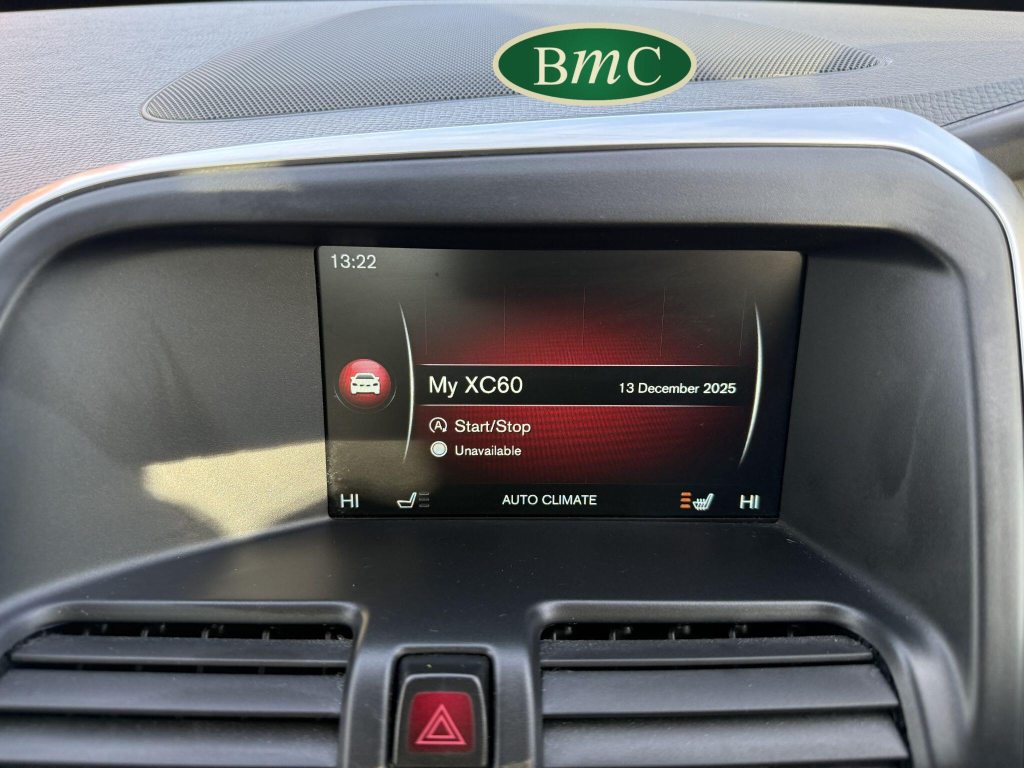 BmC
13:22
My XC60
13 December 2025
Start/Stop
Unavailable
HI
AUTO CLIMATE
HI